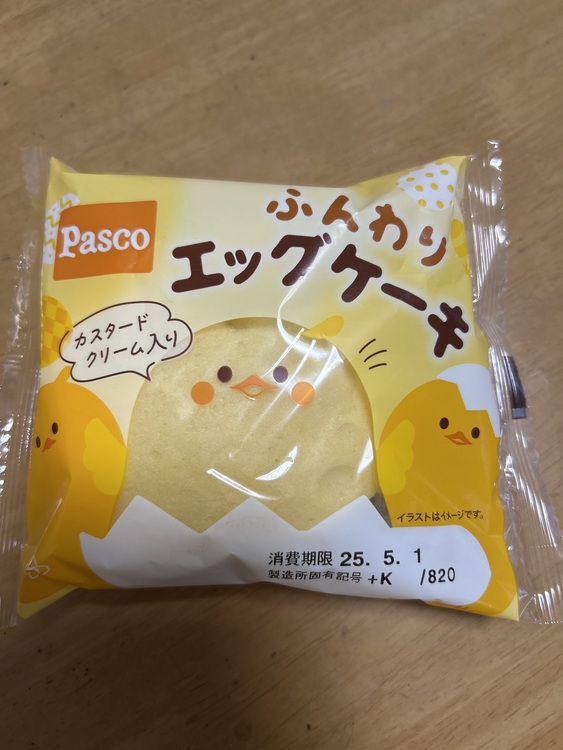 Pasco
ふんわり
エッグケーキ
カスタード
クリーム入り
イラストはイメージです。
消費期限 25. 5. 1
製造所固有記号 +K /820